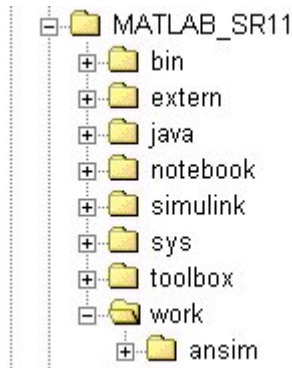 MATLAB_SR11
bin
extern
java
notebook
simulink
sys
toolbox
work
ansim